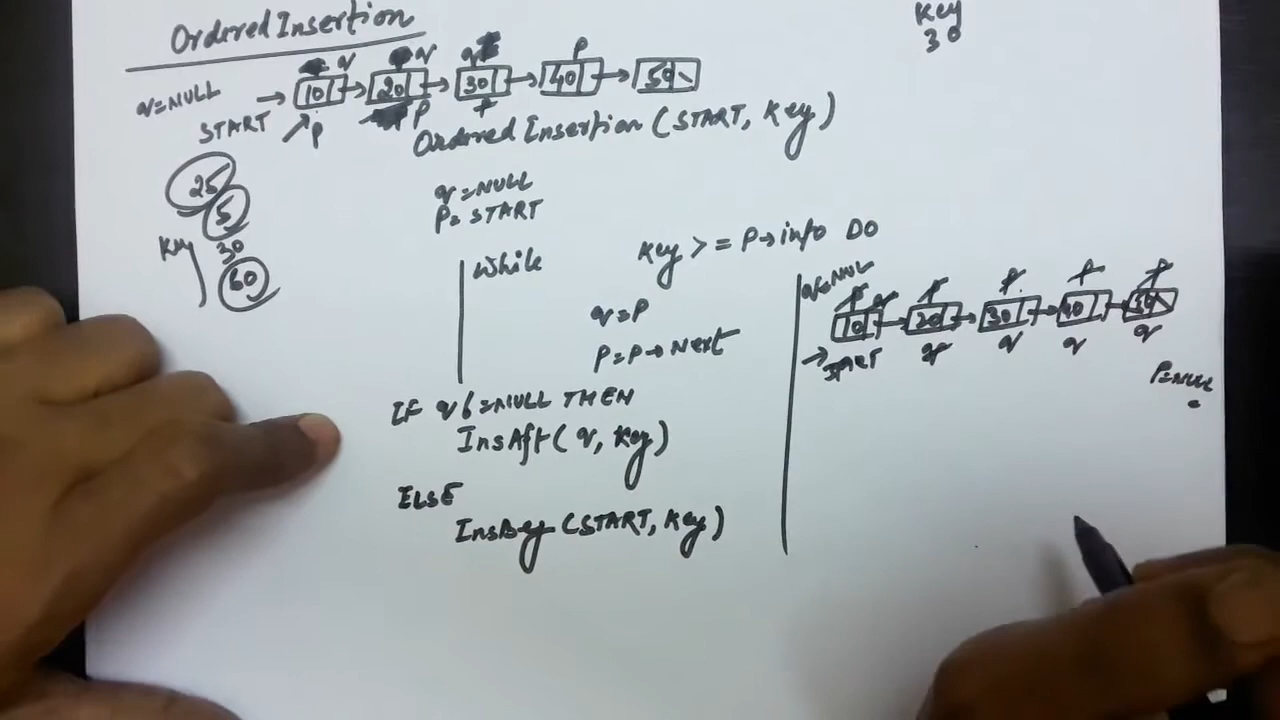 Ordered Insertion
Key
30
q=NULL
START
10 20 30 40 50
q q q P
P P
Ordered Insertion (START, Key)
25
5
Key 30
60
q=NULL
P=START
While Key >= P→info DO
q=P
P=P→Next
IF q!=NULL THEN
InsAft(q, Key)
ELSE
InsBeg(START, Key)
q=NUL
P q P P P P
10 20 30 40 50
START q q q q
P=NULL